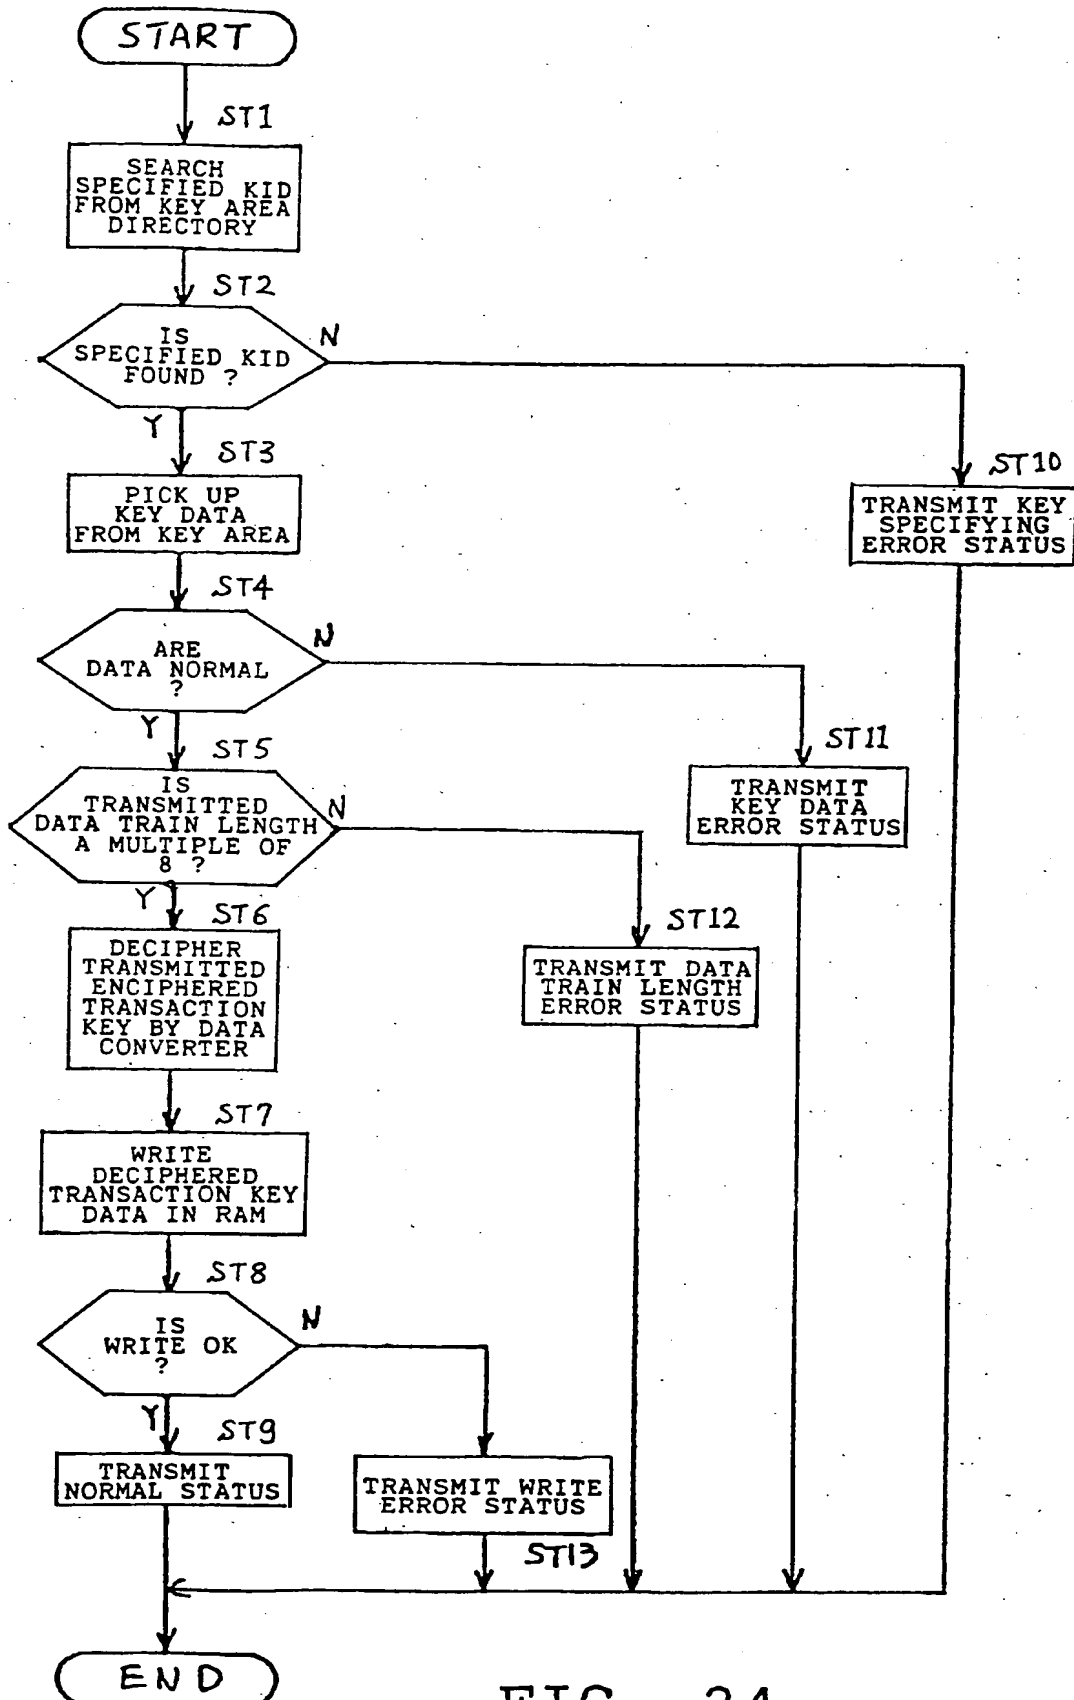 START
ST1
SEARCH
SPECIFIED KID
FROM KEY AREA
DIRECTORY
ST2
IS
SPECIFIED KID
FOUND ?
N
Y
ST3
PICK UP
KEY DATA
FROM KEY AREA
ST10
TRANSMIT KEY
SPECIFYING
ERROR STATUS
ST4
ARE
DATA NORMAL
?
N
Y
ST5
IS
TRANSMITTED
DATA TRAIN LENGTH
A MULTIPLE OF
8 ?
N
Y
ST11
TRANSMIT
KEY DATA
ERROR STATUS
ST6
DECIPHER
TRANSMITTED
ENCIPHERED
TRANSACTION
KEY BY DATA
CONVERTER
ST12
TRANSMIT DATA
TRAIN LENGTH
ERROR STATUS
ST7
WRITE
DECIPHERED
TRANSACTION KEY
DATA IN RAM
ST8
IS
WRITE OK
?
N
Y
ST9
TRANSMIT
NORMAL STATUS
TRANSMIT WRITE
ERROR STATUS
ST13
END
FIG. 24